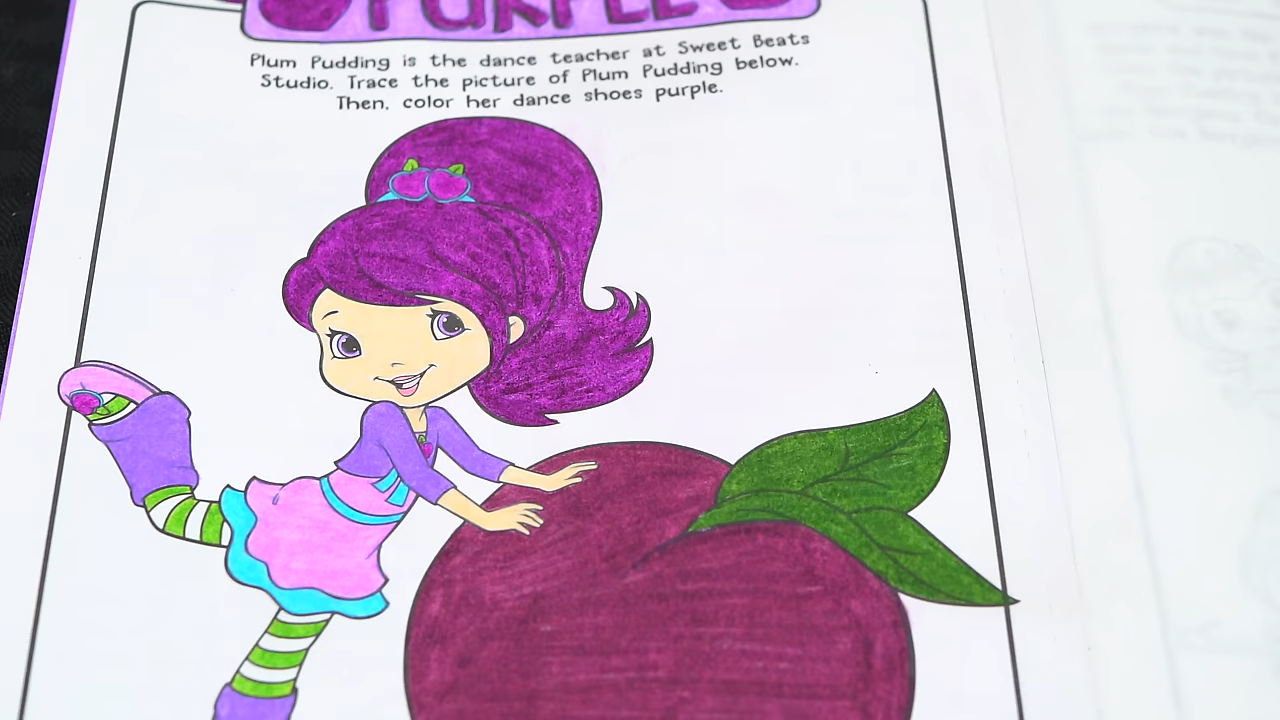 PURPLE
Plum Pudding is the dance teacher at Sweet Beats
Studio. Trace the picture of Plum Pudding below.
Then, color her dance shoes purple.